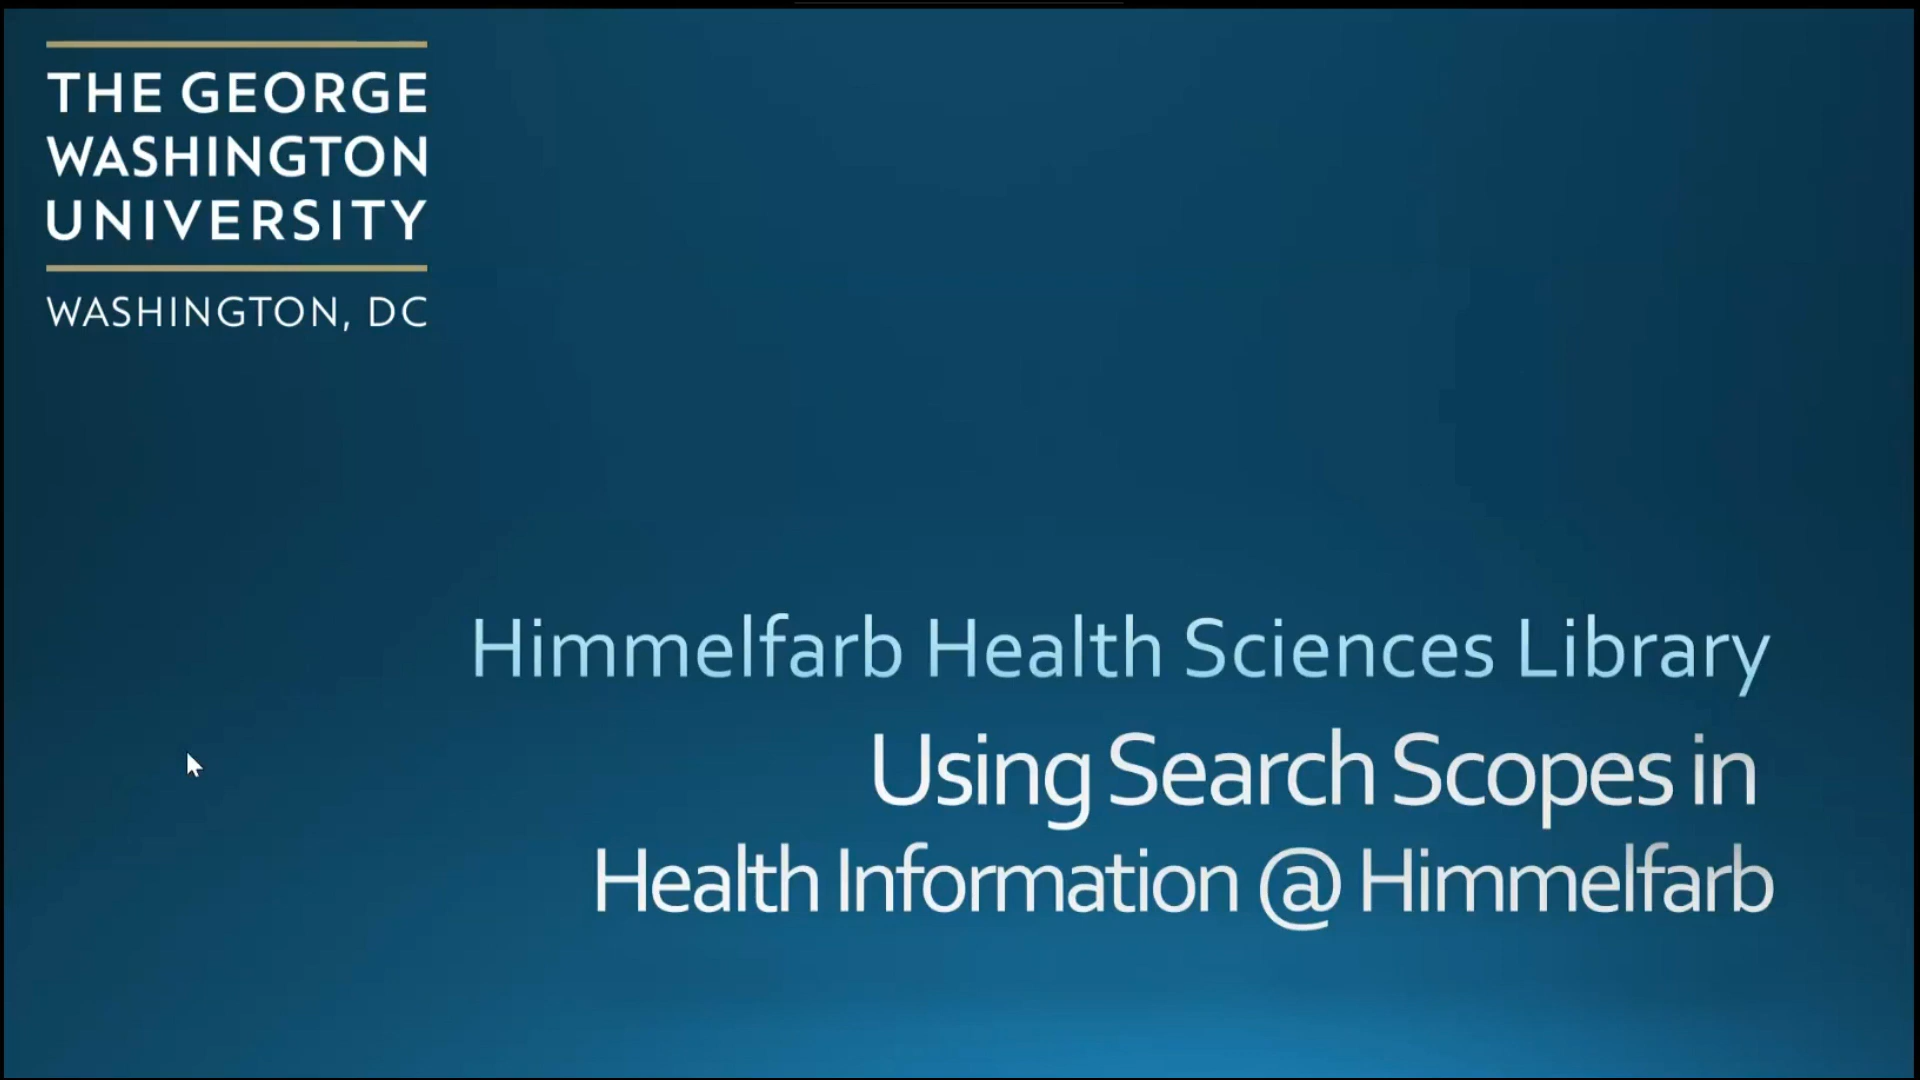 THE GEORGE
WASHINGTON
UNIVERSITY
WASHINGTON, DC
Himmelfarb Health Sciences Library
Using Search Scopes in
Health Information @ Himmelfarb